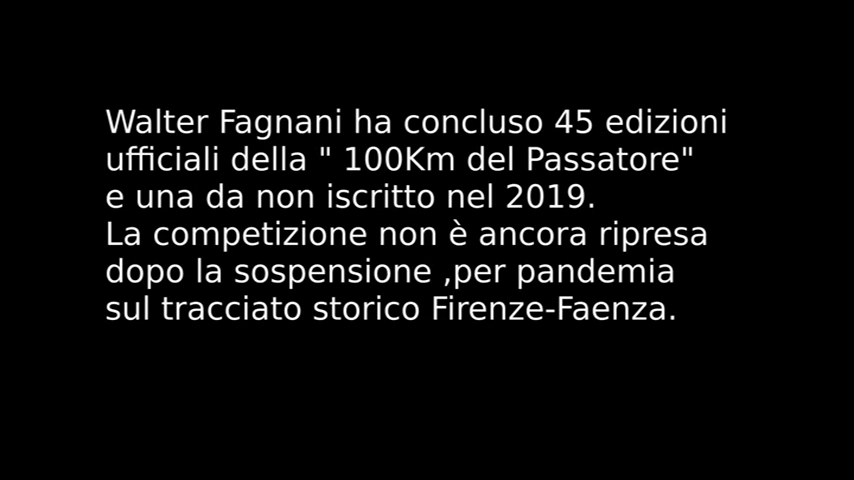 Walter Fagnani ha concluso 45 edizioni
ufficiali della " 100Km del Passatore"
e una da non iscritto nel 2019.
La competizione non è ancora ripresa
dopo la sospensione ,per pandemia
sul tracciato storico Firenze-Faenza.